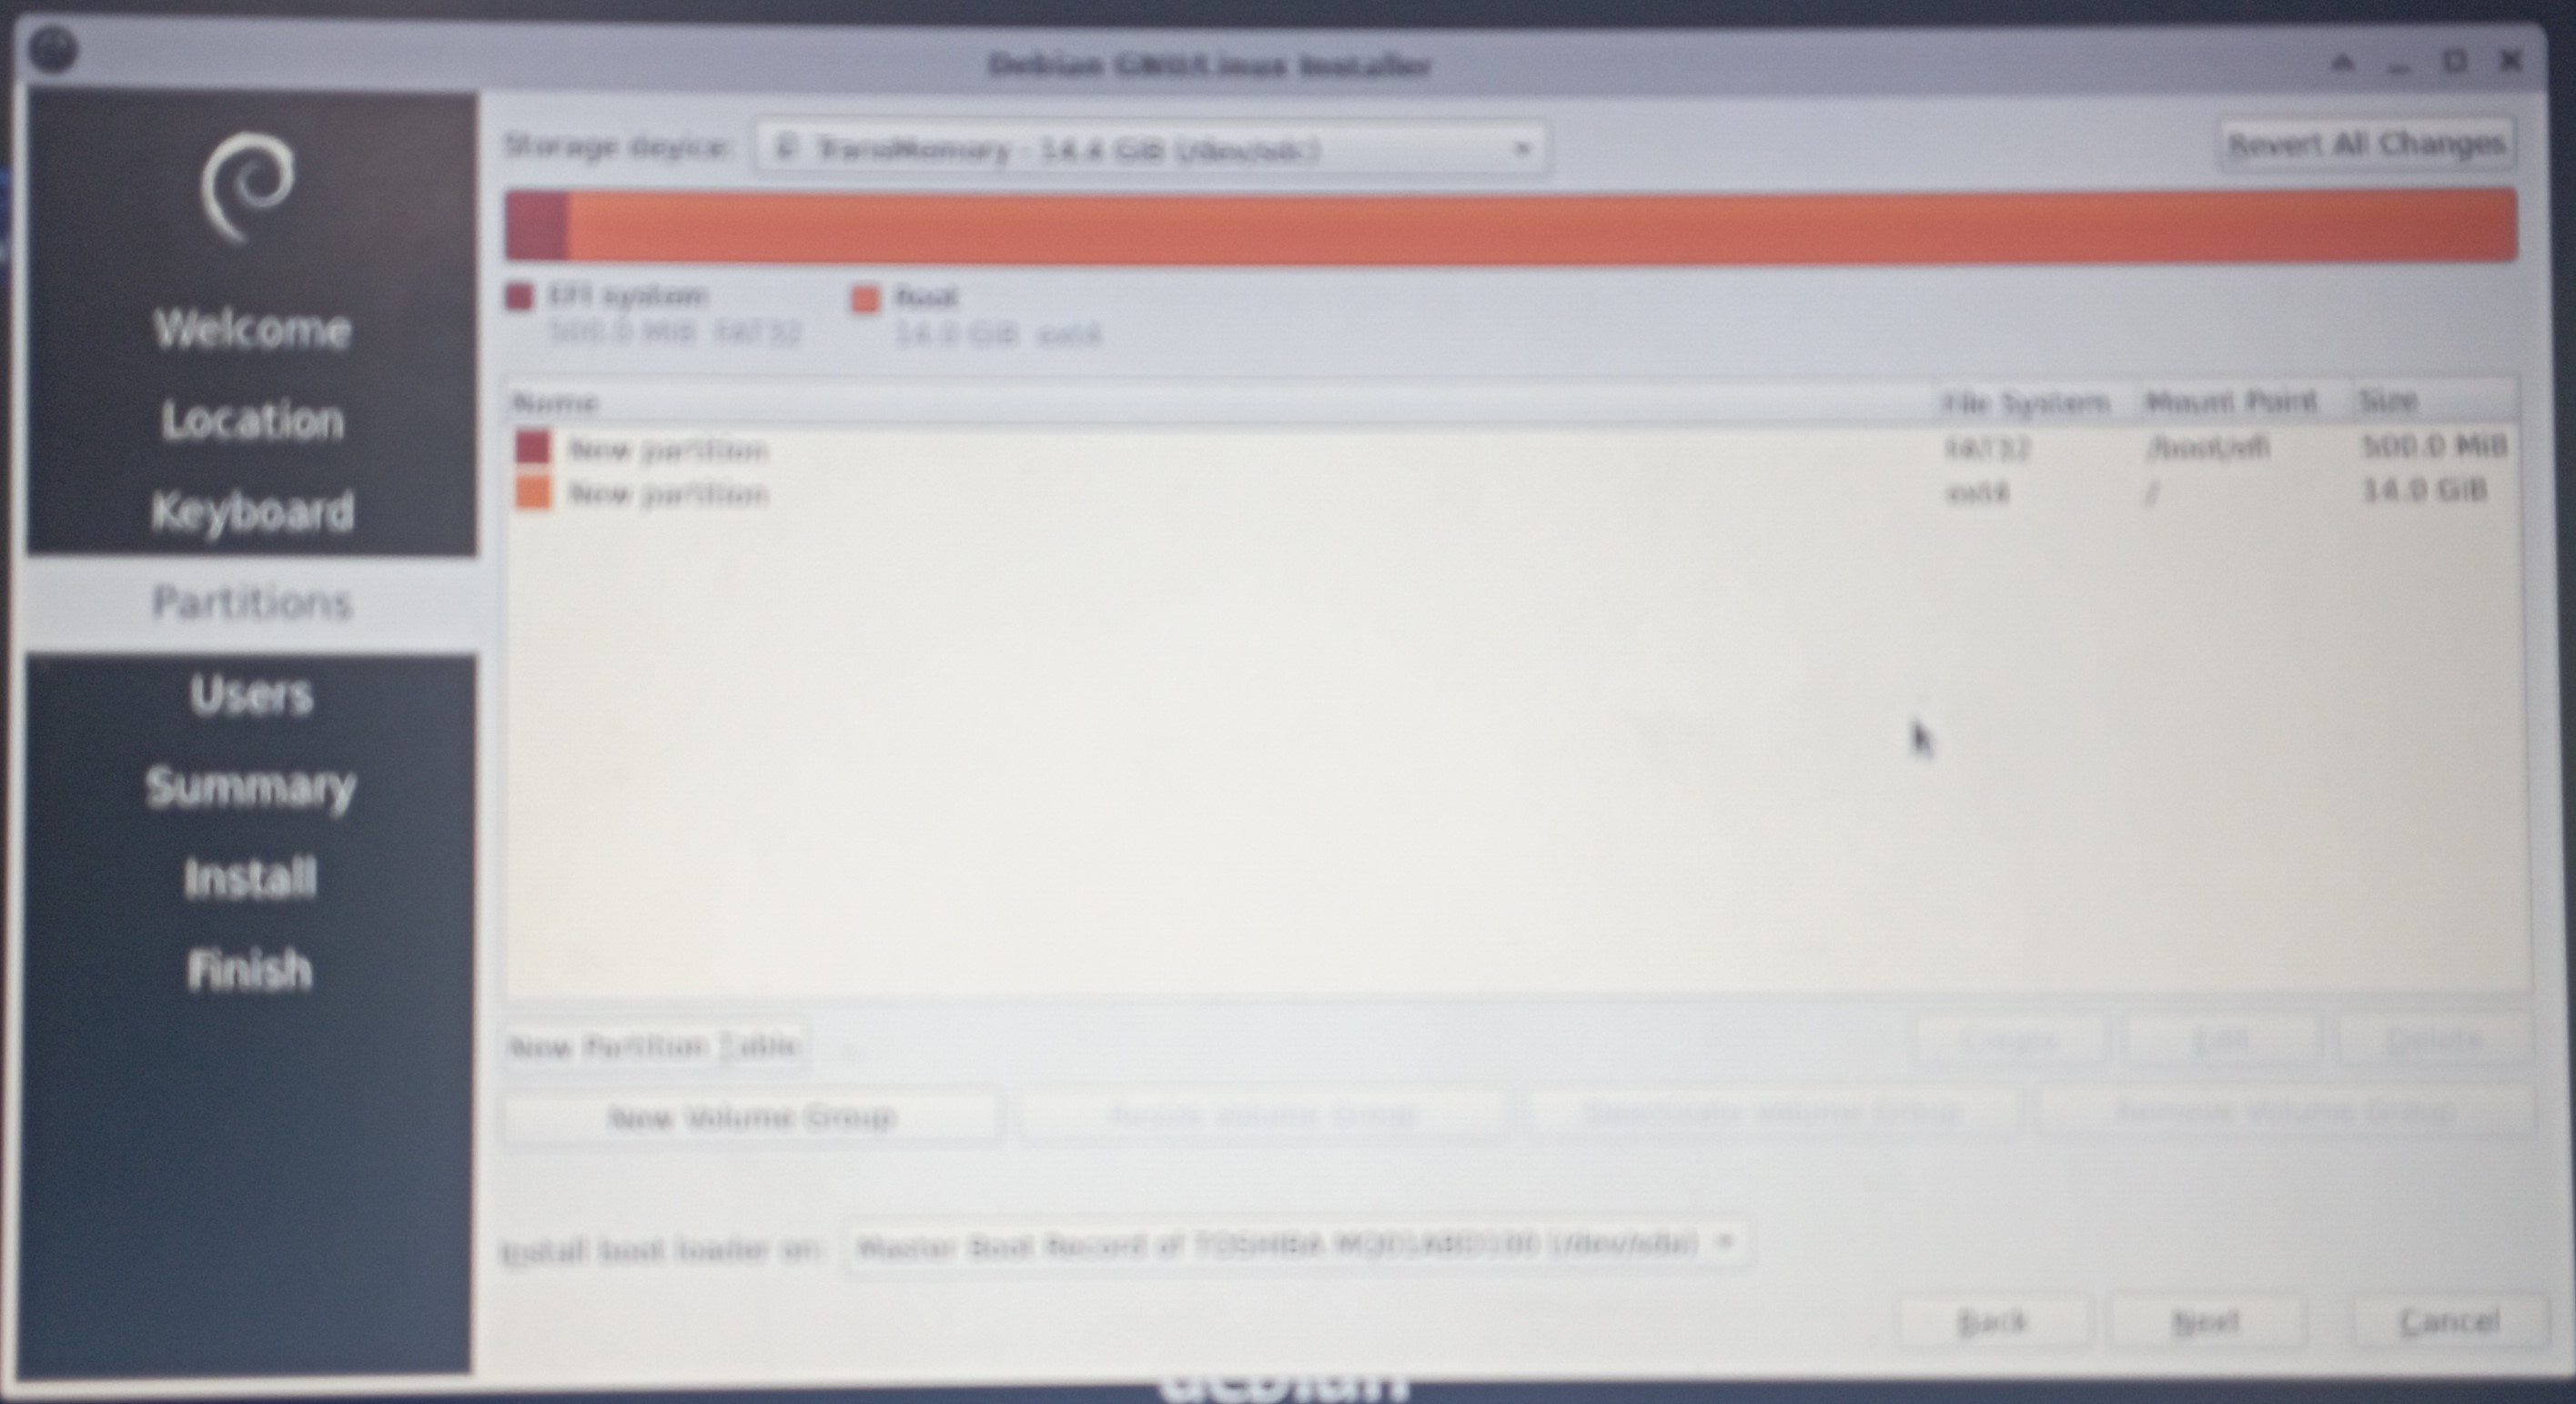 Debian GNU/Linux Installer
Storage device: TransMemory - 14.4 GiB (/dev/sdc)
Revert All Changes
EFI system
500.0 MiB FAT32
Root
14.0 GiB ext4
Welcome
Location
Keyboard
Partitions
Users
Summary
Install
Finish
Name File System Mount Point Size
New partition FAT32 /boot/efi 500.0 MiB
New partition ext4 / 14.0 GiB
New Partition Table Create Edit Delete
New Volume Group Resize Volume Group Deactivate Volume Group Remove Volume Group
Install boot loader on: Master Boot Record of TOSHIBA MQ01ABD100 (/dev/sda)
Back Next Cancel
debian